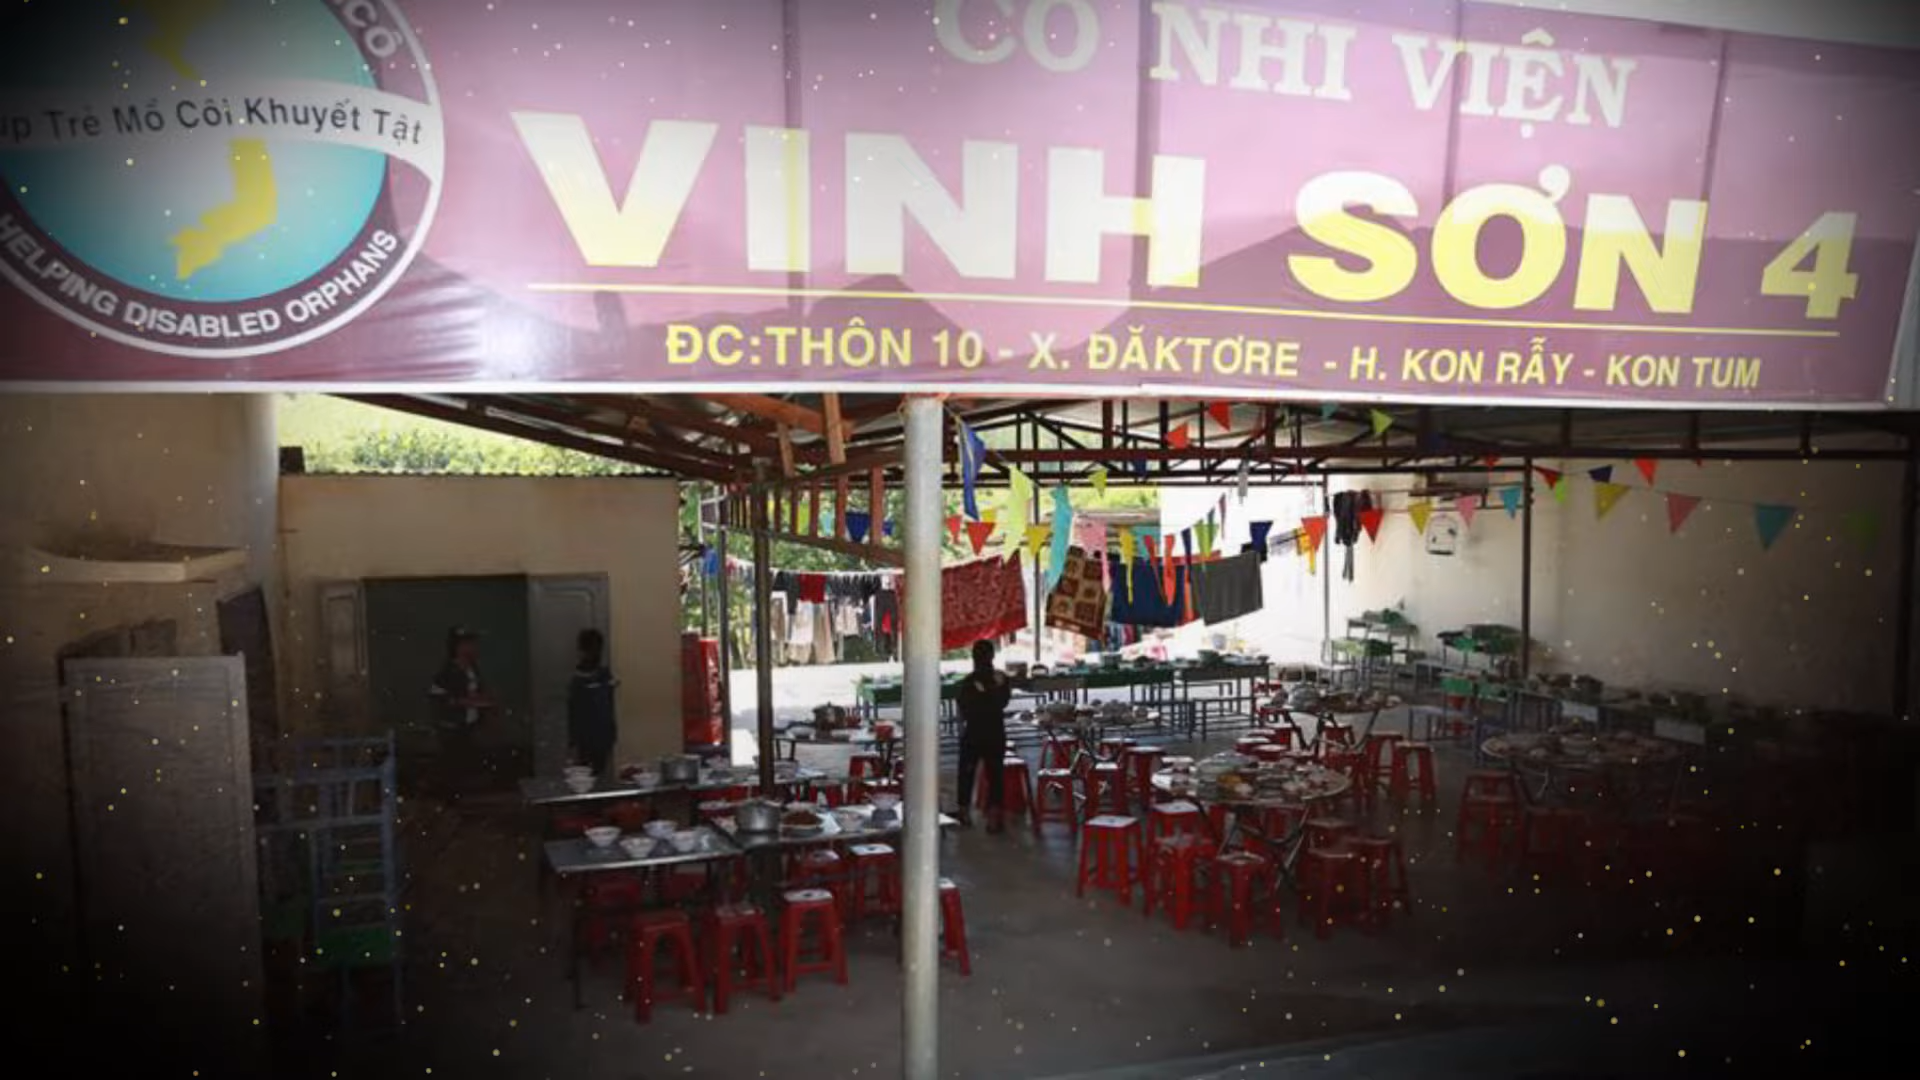 Trẻ Mồ Côi Khuyết Tật
HELPING DISABLED ORPHANS
CÔ NHI VIỆN
VINH SƠN 4
ĐC:THÔN 10 - X. ĐĂKTƠRE - H. KON RẪY - KON TUM